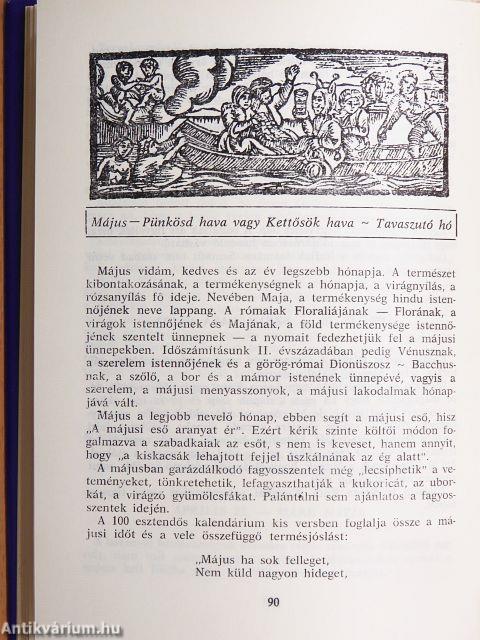 Május — Pünkösd hava vagy Kettősök hava ~ Tavaszutó hó
Május vidám, kedves és az év legszebb hónapja. A természet
kibontakozásának, a termékenységnek a hónapja, a virágnyílás, a
rózsanyílás fő ideje. Nevében Maja, a termékenység hindu iste-
nőjének neve lappang. A rómaiak Floraliájának — Florának, a
virágok istennőjének és Majának, a föld termékenysége istennő-
jének szentelt ünnepnek — a nyomait fedezhetjük fel a májusi
ünnepekben. Időszámításunk II. évszázadában pedig Vénusznak,
a szerelem istennőjének és a görög-római Dionüszosz ~ Bacchus-
nak, a szőlő, a bor és a mámor istenének ünnepévé, vagyis a
szerelem, a májusi menyasszonyok, a májusi lakodalmak hónap-
jává vált.
Május a legjobb nevelő hónap, ebben segít a májusi eső, hisz
„A májusi eső aranyat ér". Ezért kérik szinte költői módon fo-
galmazva a szabadkaiak az esőt, s nem is keveset, hanem annyit,
hogy „a kiskacsák lehajtott fejjel úszkálnának az ég alatt".
A májusban garázdálkodó fagyosszentek még „lecsíphetik" a ve-
teményeket, tönkretehetik, lefagyaszthatják a kukoricát, az ubor-
kát, a virágzó gyümölcsfákat. Palántálni sem ajánlatos a fagyos-
szentek idején.
A 100 esztendős kalendárium kis versben foglalja össze a má-
jusi időt és a vele összefüggő termésjóslást:
„Május ha sok felleget,
Nem küld nagyon hideget,
90
Antikvárium.hu